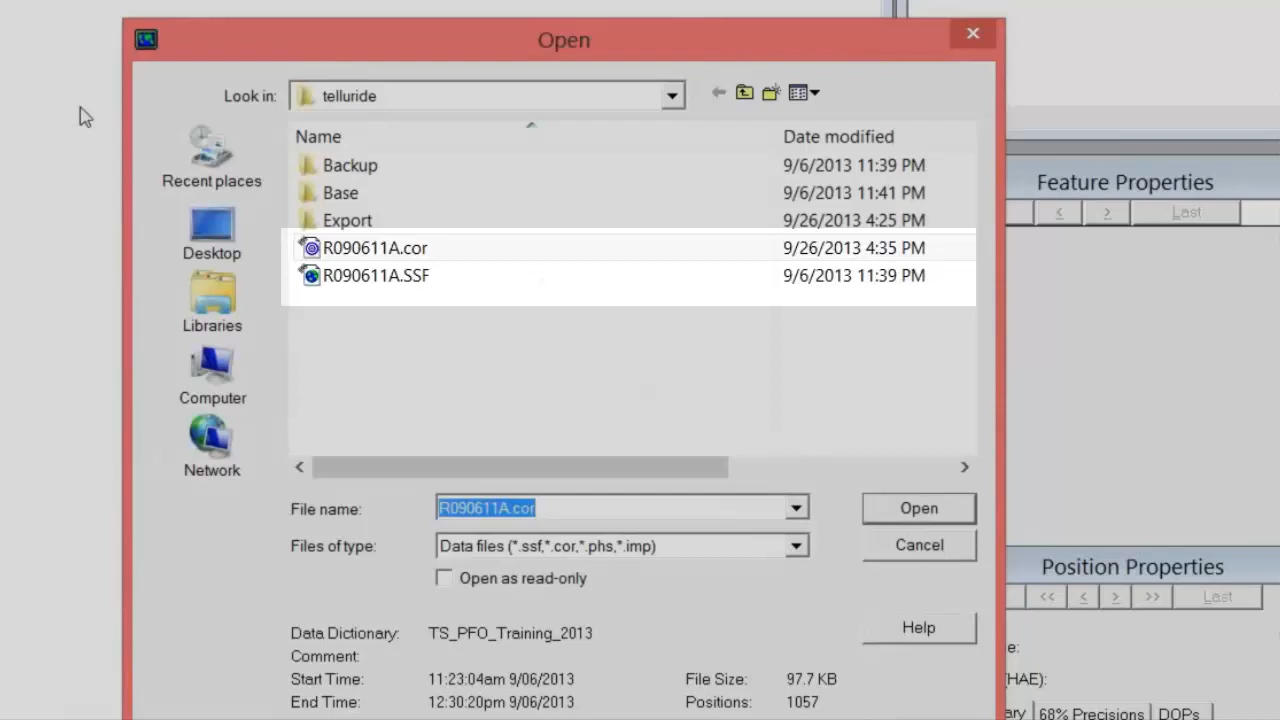 Open
Look in: telluride
Name Date modified
Backup 9/6/2013 11:39 PM
Base 9/6/2013 11:41 PM
Export 9/26/2013 4:25 PM
R090611A.cor 9/26/2013 4:35 PM
R090611A.SSF 9/6/2013 11:39 PM
Recent places
Desktop
Libraries
Computer
Network
File name: R090611A.cor Open
Files of type: Data files (*.ssf,*.cor,*.phs,*.imp) Cancel
Open as read-only
Help
Data Dictionary: TS_PFO_Training_2013
Comment:
Start Time: 11:23:04am 9/06/2013 File Size: 97.7 KB
End Time: 12:30:20pm 9/06/2013 Positions: 1057
Feature Properties
< > Last
Position Properties
<< < > >> Last
(HAE):
68% Precisions DOPs